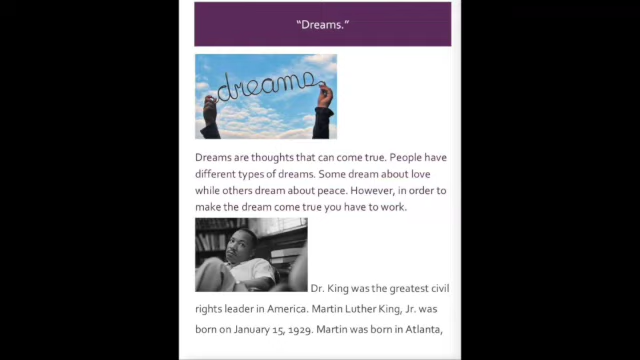 “Dreams.”
dreams
Dreams are thoughts that can come true. People have
different types of dreams. Some dream about love
while others dream about peace. However, in order to
make the dream come true you have to work.
Dr. King was the greatest civil
rights leader in America. Martin Luther King, Jr. was
born on January 15, 1929. Martin was born in Atlanta,